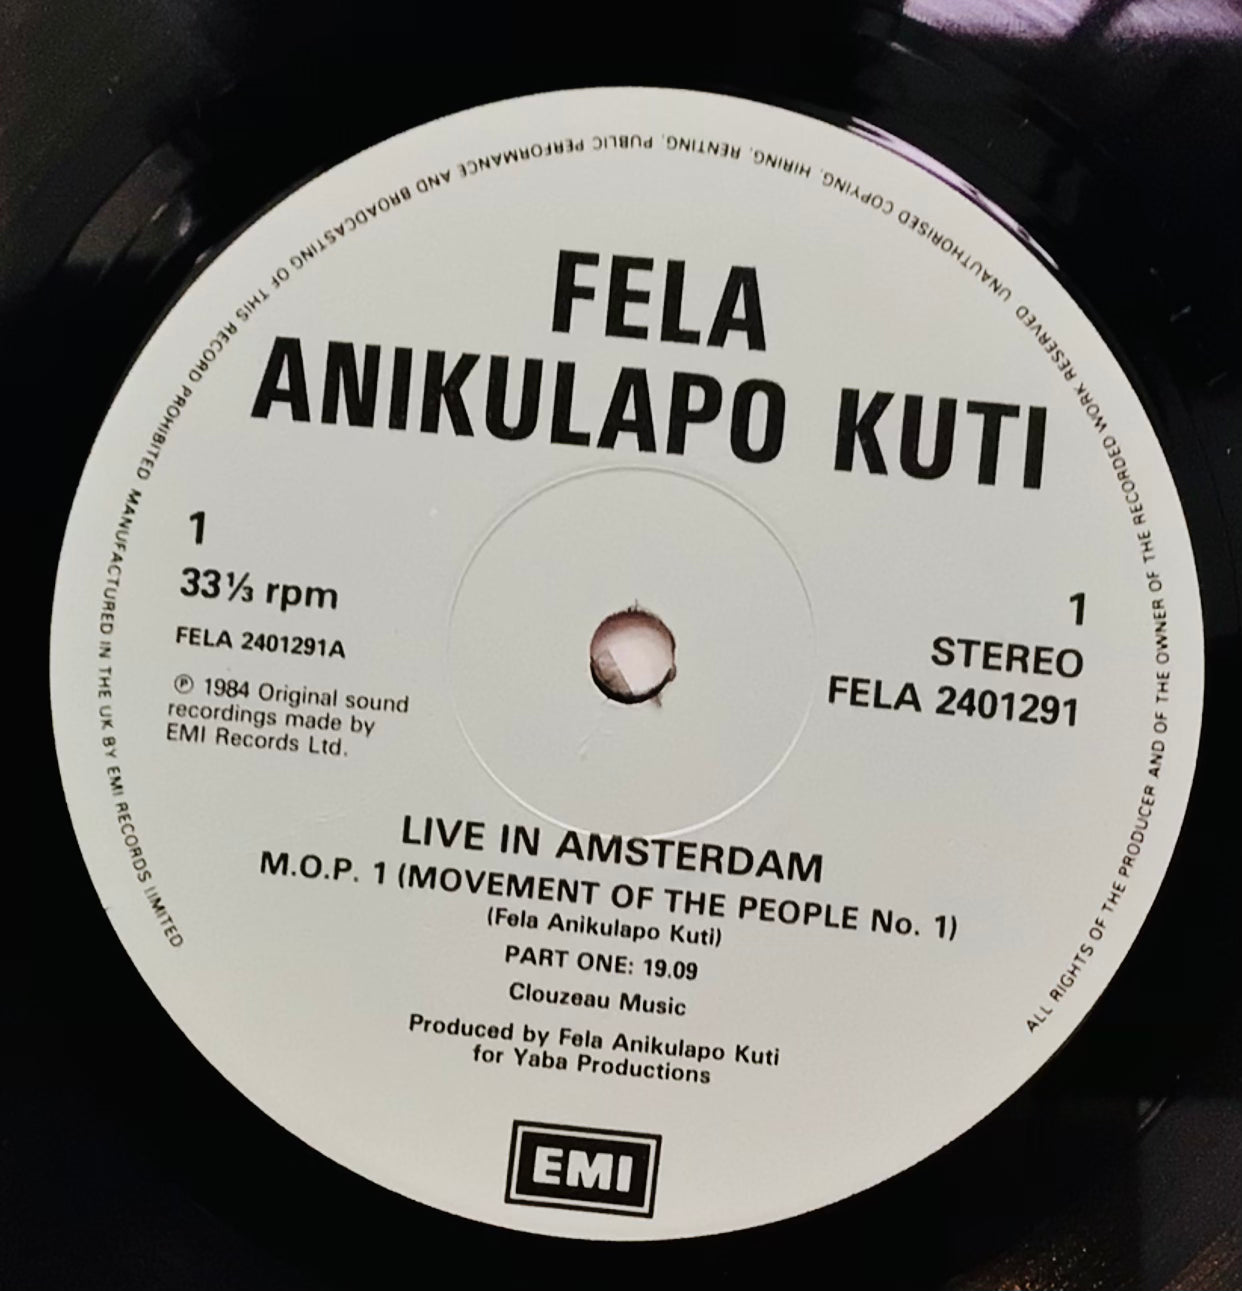 FELA
ANIKULAPO KUTI
1
33⅓ rpm
FELA 2401291A
℗ 1984 Original sound
recordings made by
EMI Records Ltd.
1
STEREO
FELA 2401291
LIVE IN AMSTERDAM
M.O.P. 1 (MOVEMENT OF THE PEOPLE No. 1)
(Fela Anikulapo Kuti)
PART ONE: 19.09
Clouzeau Music
Produced by Fela Anikulapo Kuti
for Yaba Productions
EMI
ALL RIGHTS OF THE PRODUCER AND OF THE OWNER OF THE RECORDED WORK RESERVED. UNAUTHORISED COPYING, HIRING, RENTING, PUBLIC PERFORMANCE AND BROADCASTING OF THIS RECORD PROHIBITED. MANUFACTURED IN THE UK BY EMI RECORDS LIMITED